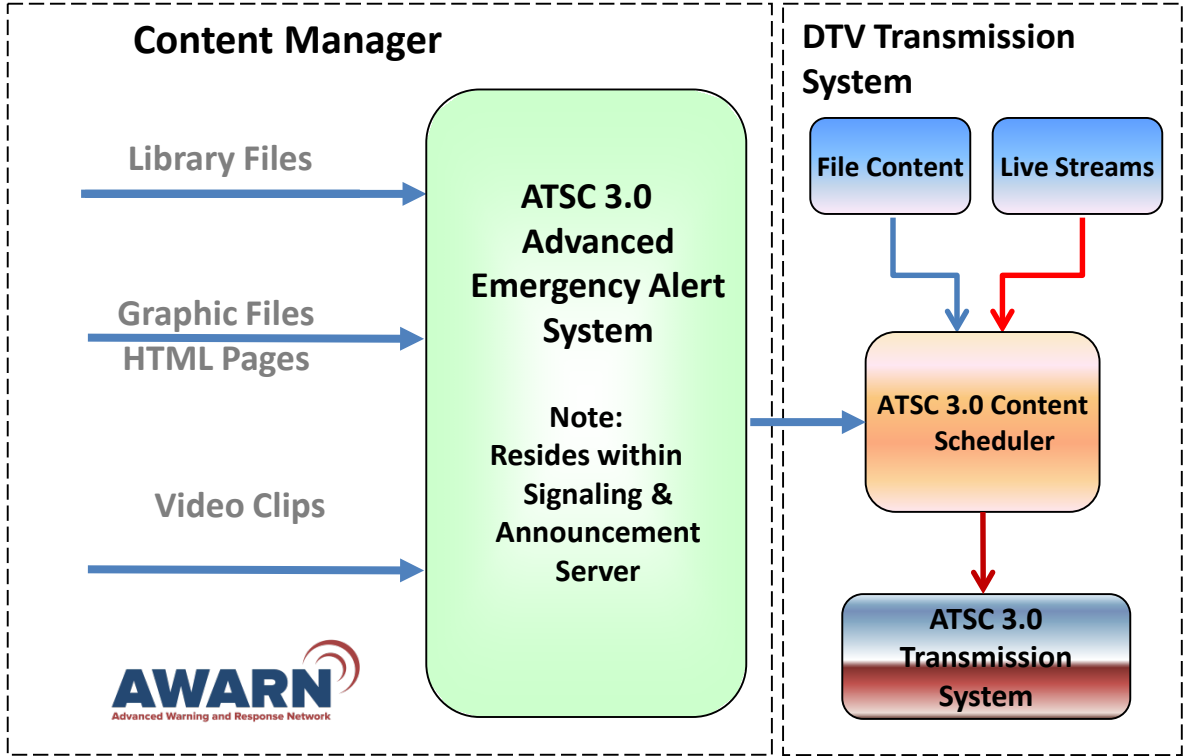 Content Manager
Library Files
Graphic Files
HTML Pages
Video Clips
AWARN
Advanced Warning and Response Network
ATSC 3.0
Advanced
Emergency Alert
System
Note:
Resides within
Signaling &
Announcement
Server
DTV Transmission
System
File Content
Live Streams
ATSC 3.0 Content
Scheduler
ATSC 3.0
Transmission
System